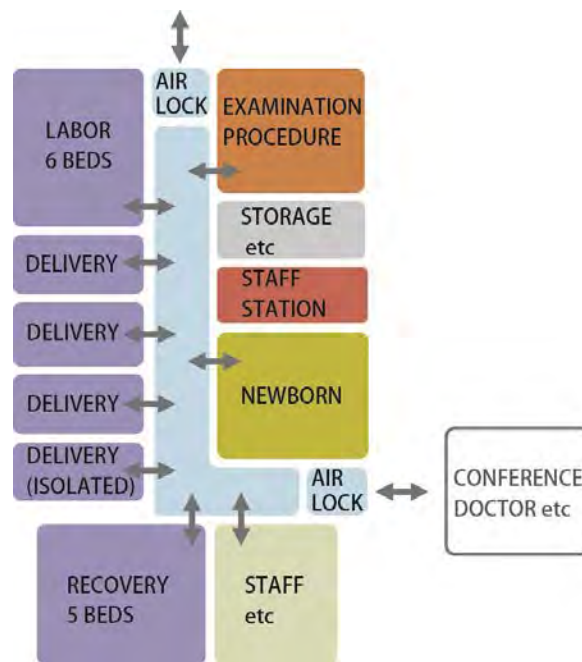 AIR
LOCK
EXAMINATION
PROCEDURE
LABOR
6 BEDS
STORAGE
etc
DELIVERY
STAFF
STATION
DELIVERY
NEWBORN
DELIVERY
DELIVERY
(ISOLATED)
AIR
LOCK
CONFERENCE
DOCTOR etc
RECOVERY
5 BEDS
STAFF
etc